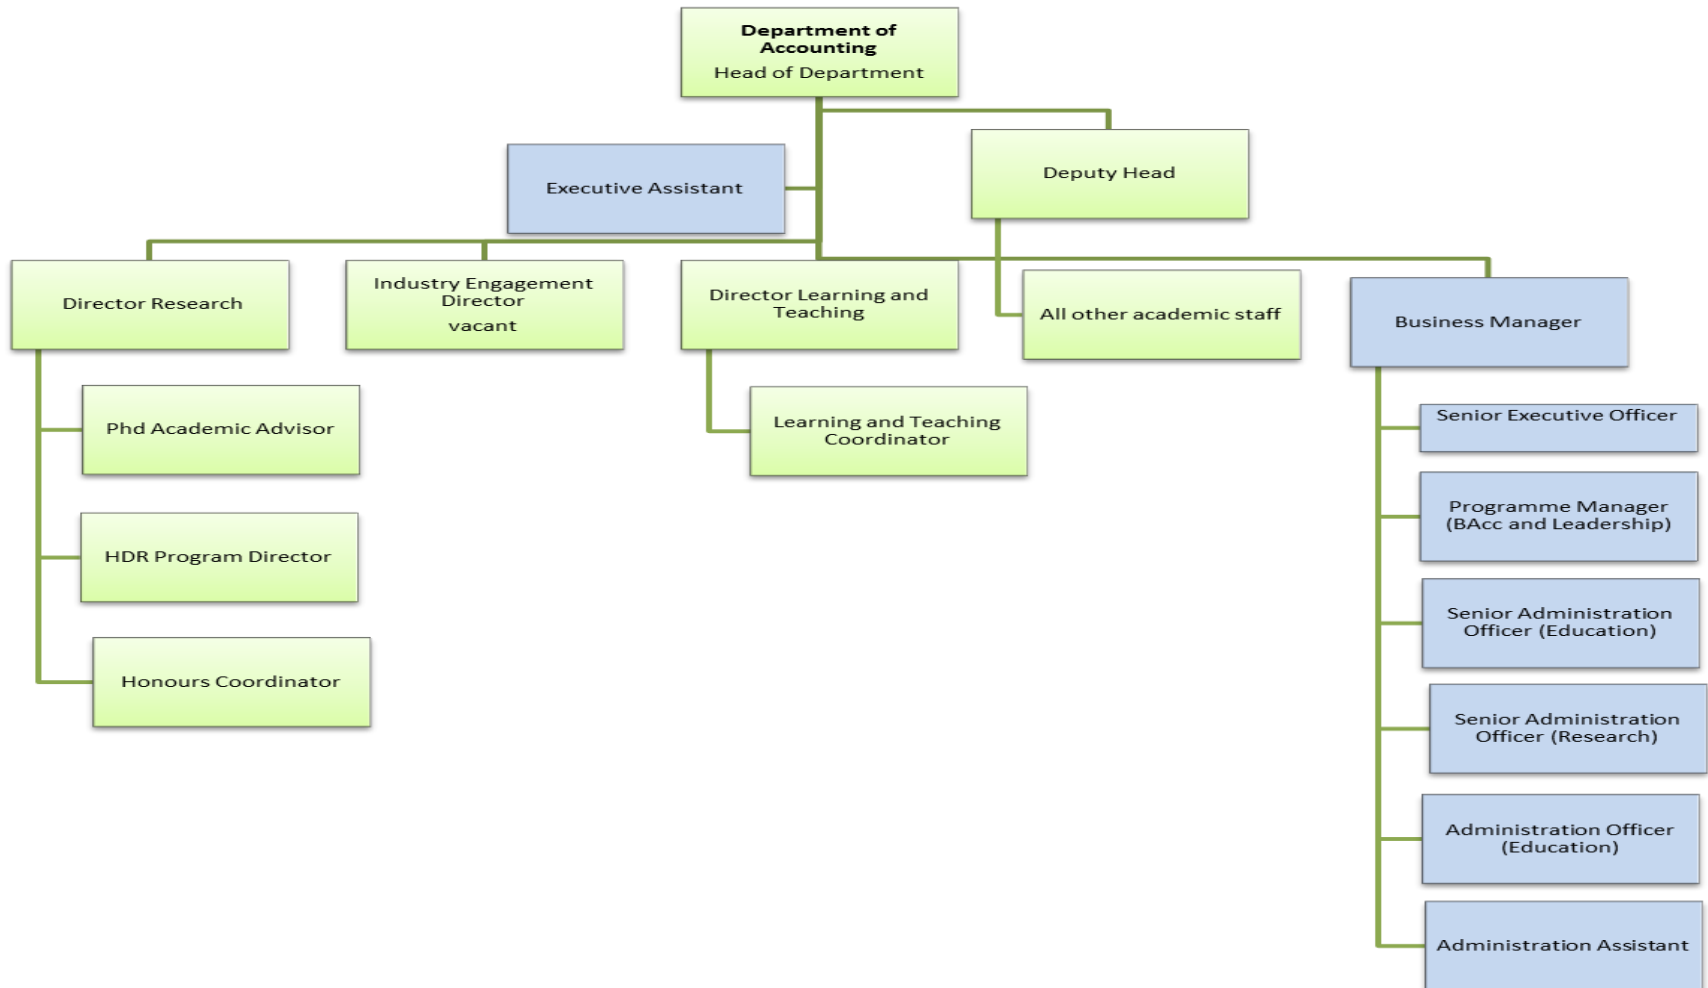 Department of
Accounting
Head of Department
Executive Assistant
Deputy Head
Director Research
Industry Engagement
Director
vacant
Director Learning and
Teaching
All other academic staff
Business Manager
Phd Academic Advisor
HDR Program Director
Honours Coordinator
Learning and Teaching
Coordinator
Senior Executive Officer
Programme Manager
(BAcc and Leadership)
Senior Administration
Officer (Education)
Senior Administration
Officer (Research)
Administration Officer
(Education)
Administration Assistant